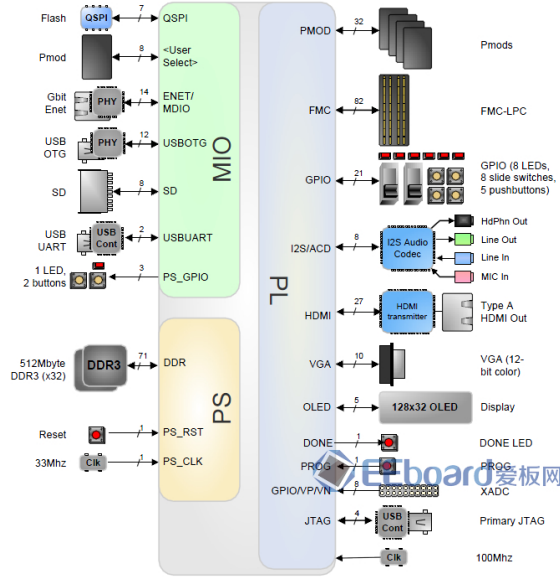 Flash
QSPI
7
QSPI
Pmod
8
<User
Select>
Gbit
Enet
PHY
14
ENET/
MDIO
USB
OTG
PHY
12
USBOTG
SD
8
SD
USB
UART
USB
Cont
2
USBUART
1 LED,
2 buttons
3
PS_GPIO
MIO
512Mbyte
DDR3 (x32)
DDR3
71
DDR
Reset
1
PS_RST
33Mhz
Clk
1
PS_CLK
PS
PL
PMOD
32
Pmods
FMC
82
FMC-LPC
GPIO
21
GPIO (8 LEDs,
8 slide switches,
5 pushbuttons)
I2S/ACD
8
I2S Audio
Codec
HdPhn Out
Line Out
Line In
MIC In
HDMI
27
HDMI
transmitter
Type A
HDMI Out
VGA
10
VGA (12-
bit color)
OLED
5
128x32 OLED
Display
DONE
1
DONE LED
PROG
1
PROG
GPIO/VP/VN
8
XADC
JTAG
4
USB
Cont
Primary JTAG
Clk
100Mhz
EEboard爱板网